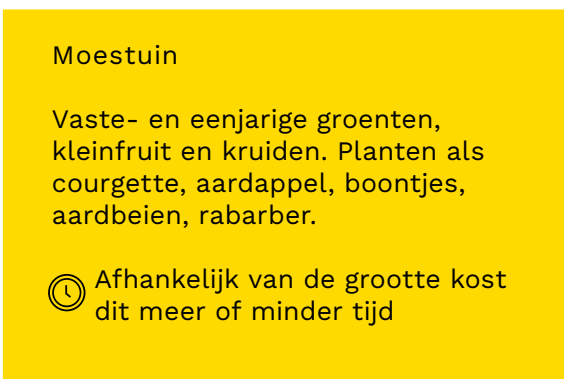 Moestuin
Vaste- en eenjarige groenten,
kleinfruit en kruiden. Planten als
courgette, aardappel, boontjes,
aardbeien, rabarber.
Afhankelijk van de grootte kost
dit meer of minder tijd